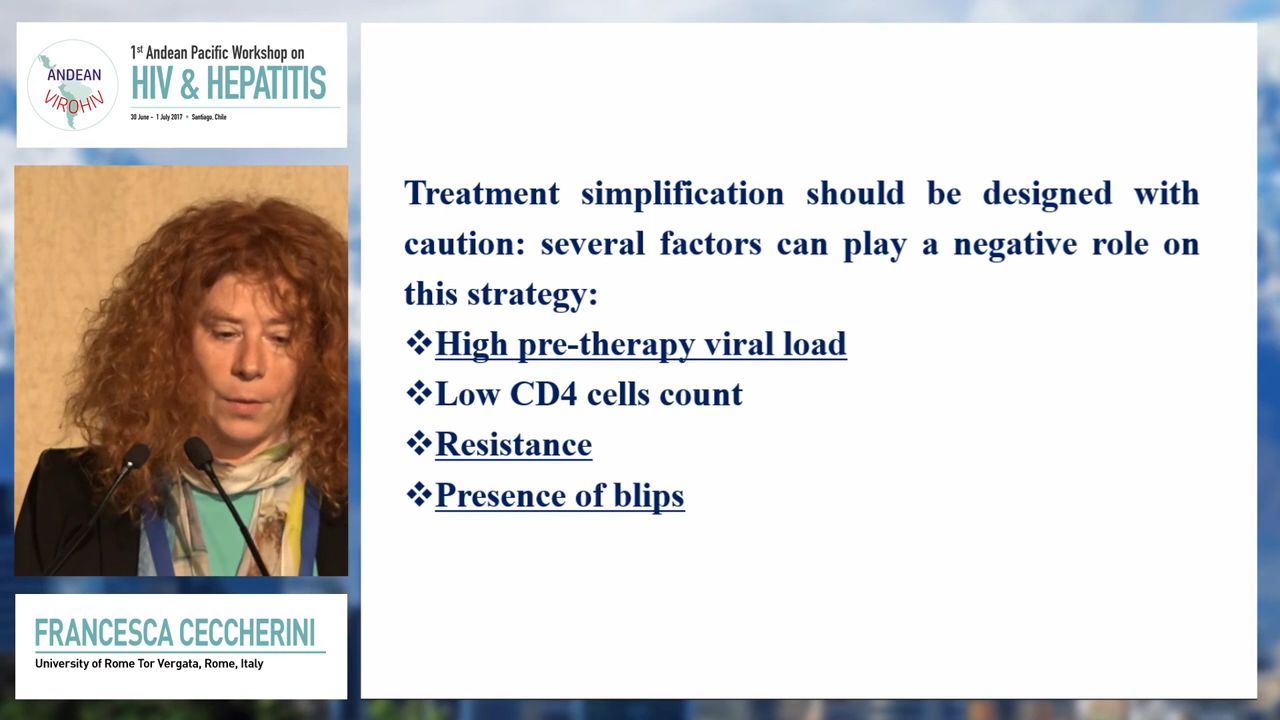 1st Andean Pacific Workshop on
HIV & HEPATITIS
30 June – 1 July 2017 • Santiago, Chile
ANDEAN
VIROHIV
Treatment simplification should be designed with
caution: several factors can play a negative role on
this strategy:
❖High pre-therapy viral load
❖Low CD4 cells count
❖Resistance
❖Presence of blips
FRANCESCA CECCHERINI
University of Rome Tor Vergata, Rome, Italy